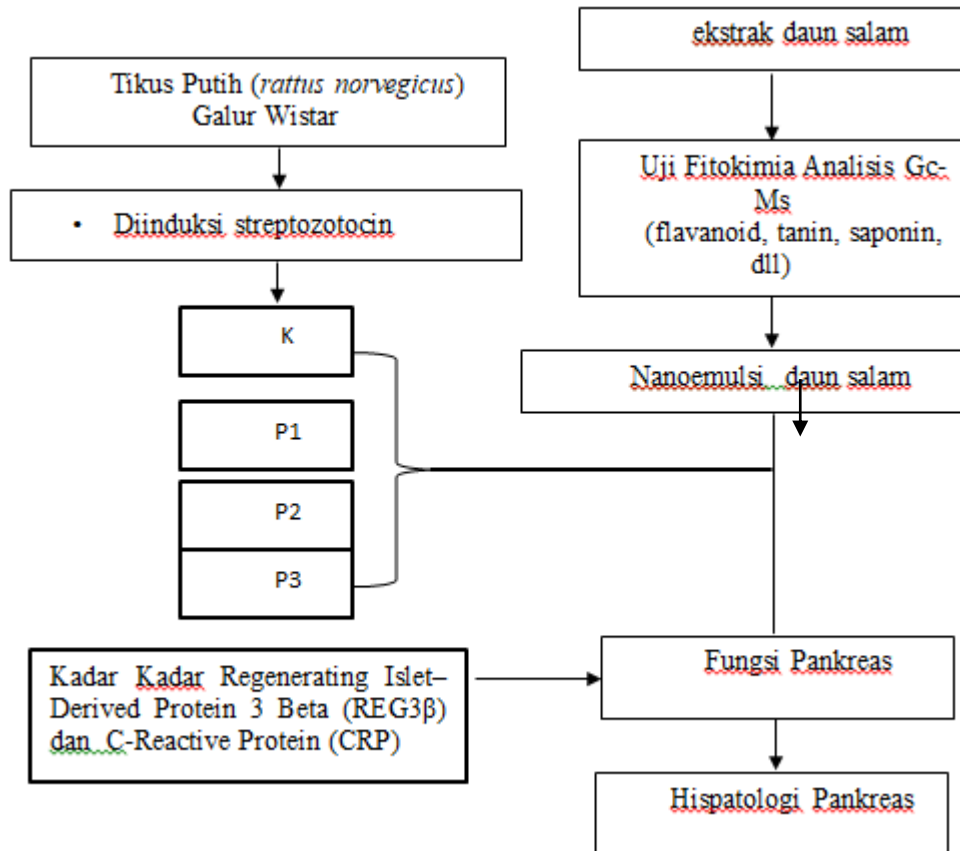 ekstrak daun salam
Tikus Putih (rattus norvegicus)
Galur Wistar
Uji Fitokimia Analisis Gc-
Ms
(flavanoid, tanin, saponin,
dll)
• Diinduksi streptozotocin
K
Nanoemulsi daun salam
P1
P2
P3
Kadar Kadar Regenerating Islet–
Derived Protein 3 Beta (REG3β)
dan C-Reactive Protein (CRP)
Fungsi Pankreas
Hispatologi Pankreas